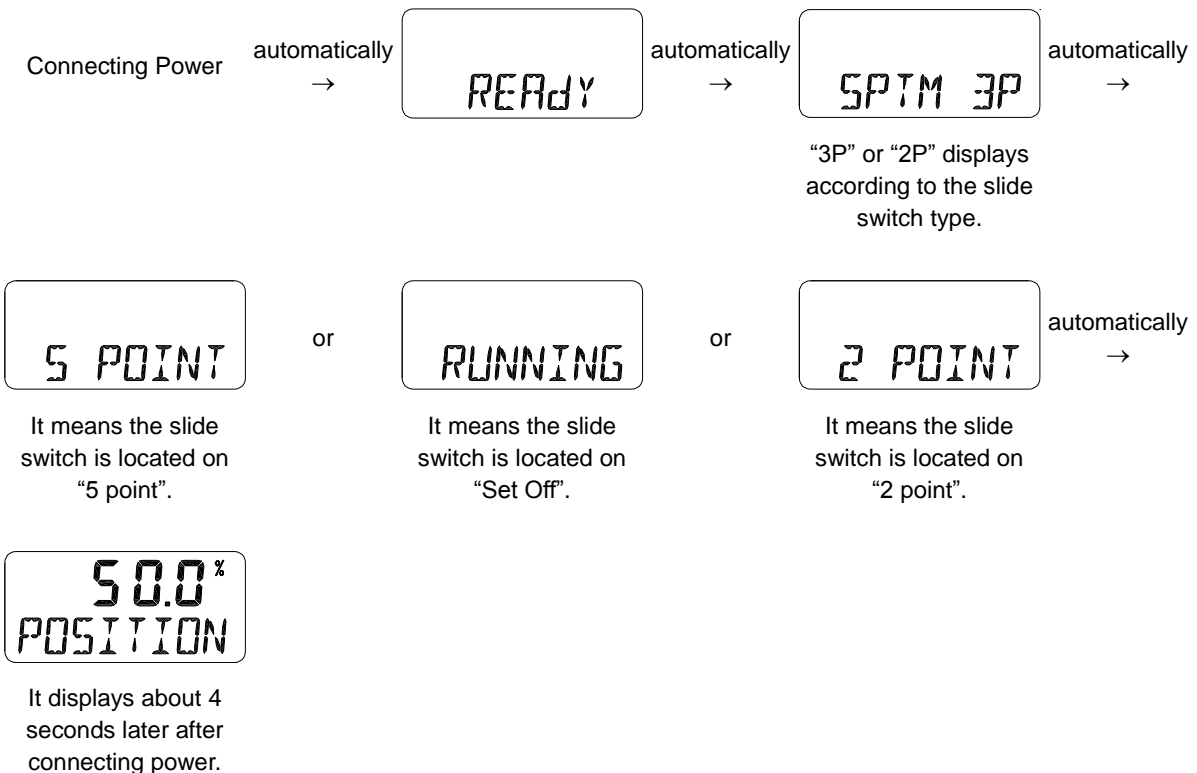 Connecting Power
automatically
→
READY
automatically
→
SPTM 3P
automatically
→
“3P” or “2P” displays
according to the slide
switch type.
5 POINT
or
RUNNING
or
2 POINT
automatically
→
It means the slide
switch is located on
“5 point”.
It means the slide
switch is located on
“Set Off”.
It means the slide
switch is located on
“2 point”.
50.0%
POSITION
It displays about 4
seconds later after
connecting power.